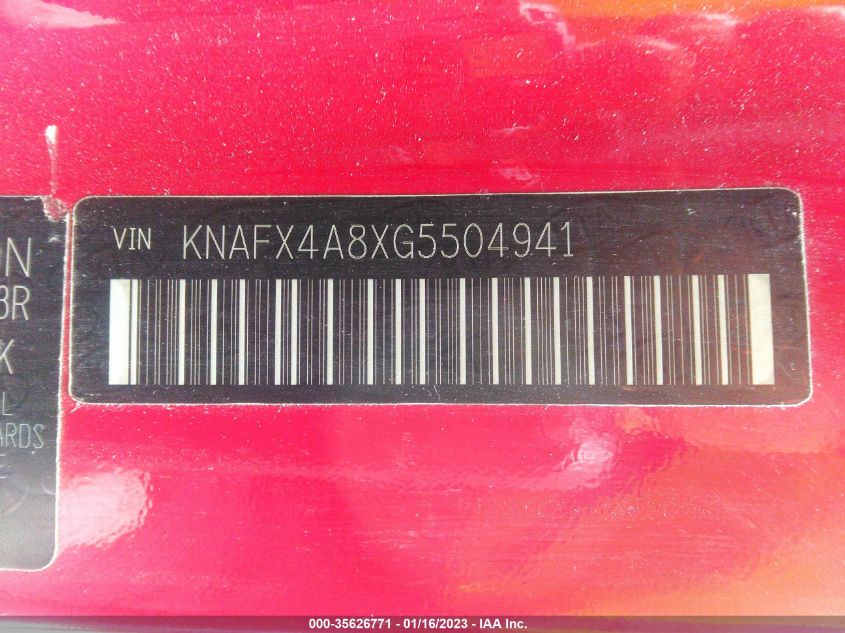 VIN KNAFX4A8XG5504941
N
3R
K
L
ARDS
000-35626771 - 01/16/2023 - IAA Inc.